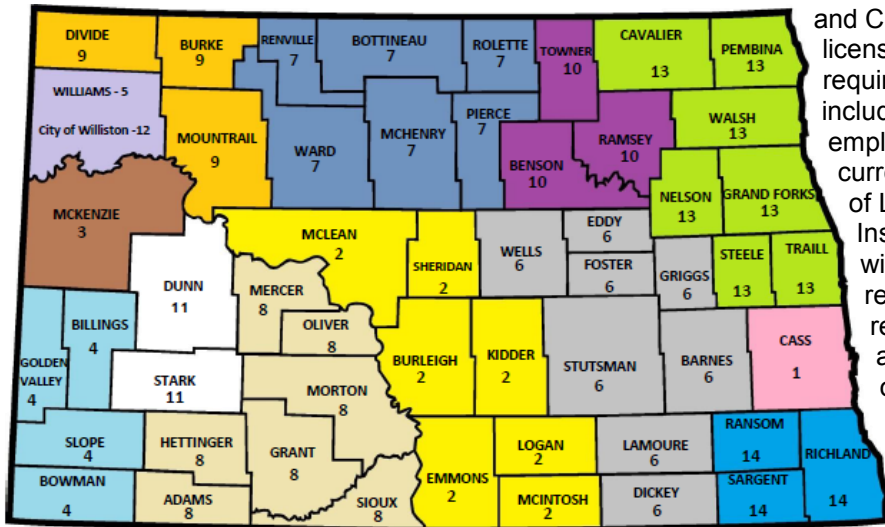 DIVIDE
9
BURKE
9
RENVILLE
7
BOTTINEAU
7
ROLETTE
7
TOWNER
10
CAVALIER
13
PEMBINA
13
WILLIAMS - 5
City of Williston -12
MOUNTRAIL
9
WARD
7
MCHENRY
7
PIERCE
7
BENSON
10
RAMSEY
10
WALSH
13
NELSON
13
GRAND FORKS
13
MCKENZIE
3
DUNN
11
MCLEAN
2
SHERIDAN
2
WELLS
6
EDDY
6
FOSTER
6
GRIGGS
6
STEELE
13
TRAILL
13
MERCER
8
OLIVER
8
BILLINGS
4
GOLDEN
VALLEY
4
STARK
11
MORTON
8
BURLEIGH
2
KIDDER
2
STUTSMAN
6
BARNES
6
CASS
1
SLOPE
4
HETTINGER
8
GRANT
8
BOWMAN
4
ADAMS
8
SIOUX
8
EMMONS
2
LOGAN
2
MCINTOSH
2
LAMOURE
6
DICKEY
6
RANSOM
14
SARGENT
14
RICHLAND
14
and C
licens
requir
includ
empl
curre
of L
Ins
wi
re
re
a